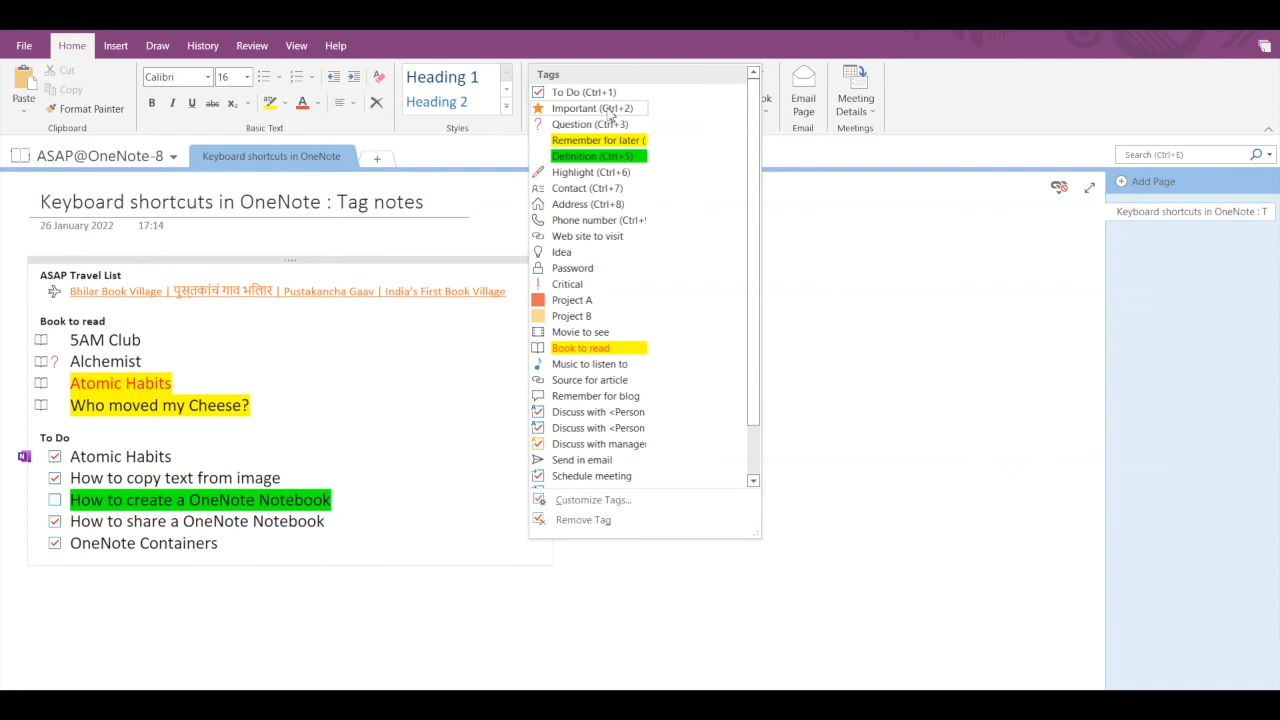 File Home Insert Draw History Review View Help
Paste
Cut
Copy
Format Painter
Clipboard
Calibri 16
B I U abc x
Basic Text
Heading 1
Heading 2
Styles
Tags
To Do (Ctrl+1)
Important (Ctrl+2)
Question (Ctrl+3)
Remember for later (
Definition (Ctrl+5)
Highlight (Ctrl+6)
Contact (Ctrl+7)
Address (Ctrl+8)
Phone number (Ctrl+9
Web site to visit
Idea
Password
Critical
Project A
Project B
Movie to see
Book to read
Music to listen to
Source for article
Remember for blog
Discuss with <Person
Discuss with <Person
Discuss with manager
Send in email
Schedule meeting
Customize Tags...
Remove Tag
Email Page
Email
Meeting Details
Meetings
ASAP@OneNote-8
Keyboard shortcuts in OneNote
Search (Ctrl+E)
Add Page
Keyboard shortcuts in OneNote : T
Keyboard shortcuts in OneNote : Tag notes
26 January 2022 17:14
ASAP Travel List
Bhilar Book Village | पुस्तकांचं गाव भिलार | Pustakancha Gaav | India's First Book Village
Book to read
5AM Club
Alchemist
Atomic Habits
Who moved my Cheese?
To Do
Atomic Habits
How to copy text from image
How to create a OneNote Notebook
How to share a OneNote Notebook
OneNote Containers